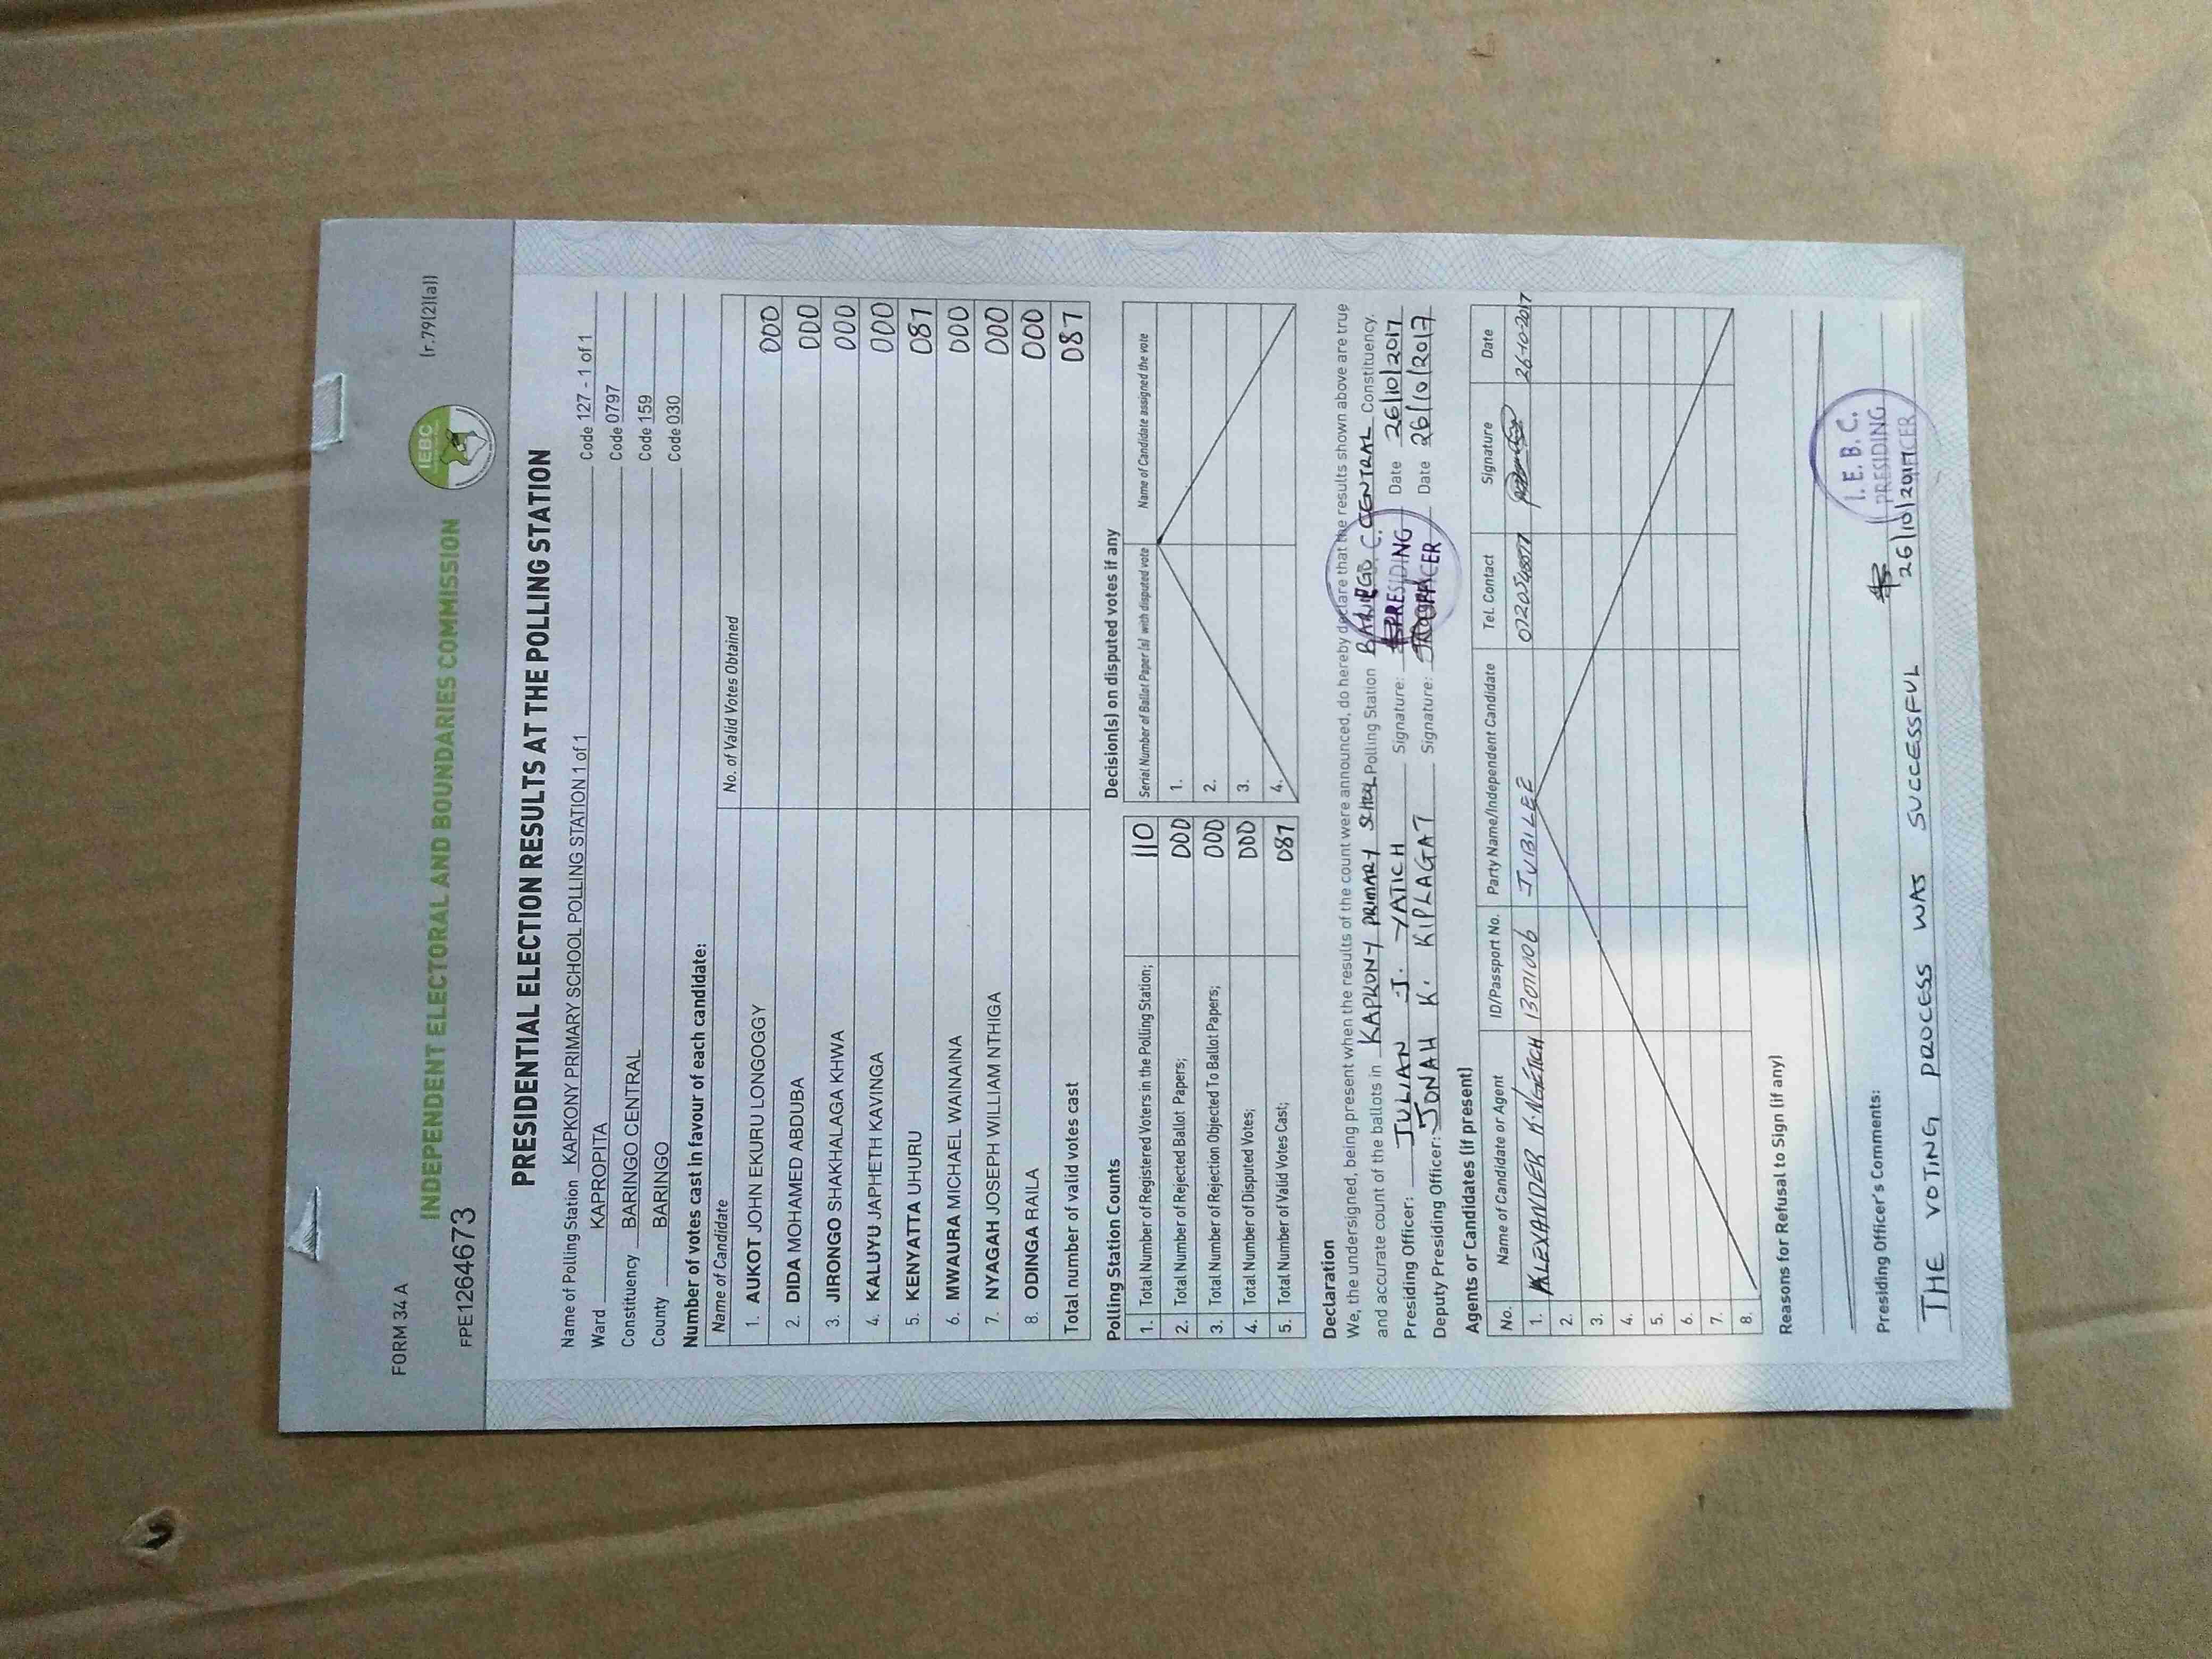 FORM 34 A
(r.79(2)(a))
IEBC
INDEPENDENT ELECTORAL AND BOUNDARIES COMMISSION
FPE1264673
PRESIDENTIAL ELECTION RESULTS AT THE POLLING STATION
Name of Polling Station KAPKONY PRIMARY SCHOOL POLLING STATION 1 of 1 Code 127 - 1 of 1
Ward KAPROPITA Code 0797
Constituency BARINGO CENTRAL Code 159
County BARINGO Code 030
Number of votes cast in favour of each candidate:
Name of Candidate No. of Valid Votes Obtained
1. AUKOT JOHN EKURU LONGOGGY 000
2. DIDA MOHAMED ABDUBA 000
3. JIRONGO SHAKHALAGA KHWA 000
4. KALUYU JAPHETH KAVINGA 000
5. KENYATTA UHURU 087
6. MWAURA MICHAEL WAINAINA 000
7. NYAGAH JOSEPH WILLIAM NTHIGA 000
8. ODINGA RAILA 000
Total number of valid votes cast 087
Polling Station Counts
1. Total Number of Registered Voters in the Polling Station; 110
2. Total Number of Rejected Ballot Papers; 000
3. Total Number of Rejection Objected To Ballot Papers; 000
4. Total Number of Disputed Votes; 000
5. Total Number of Valid Votes Cast; 087
Decision(s) on disputed votes if any
Serial Number of Ballot Paper (s) with disputed vote Name of Candidate assigned the vote
1.
2.
3.
4.
Declaration
We, the undersigned, being present when the results of the count were announced, do hereby declare that the results shown above are true
and accurate count of the ballots in KAPKONY PRIMARY SCHOOL Polling Station BARINGO CENTRAL Constituency.
Presiding Officer: JULIAN J. YATICH Signature: Date 26/10/2017
Deputy Presiding Officer: JONAH K. KIPLAGAT Signature: Date 26/10/2017
PRESIDING
OFFICER
Agents or Candidates (if present)
No. Name of Candidate or Agent ID/Passport No. Party Name/Independent Candidate Tel. Contact Signature Date
1. ALEXANDER K. NGETICH 13011006 JUBILEE 26-10-2017
2.
3.
4.
5.
6.
7.
8.
Reasons for Refusal to Sign (if any)
Presiding Officer's Comments:
THE VOTING PROCESS WAS SUCCESSFUL 26/10/2017
I. E. B. C.
PRESIDING
OFFICER